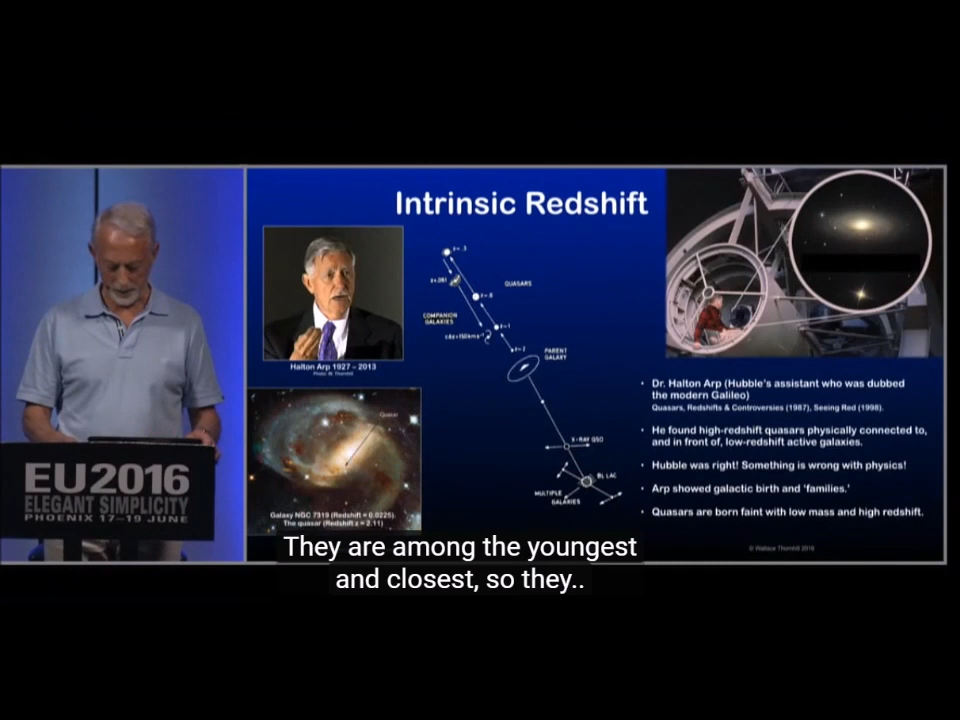 Intrinsic Redshift
Halton Arp 1927 – 2013
Photo: W. Thornhill
Quasar
Galaxy NGC 7319 (Redshift = 0.0225).
The quasar (Redshift z = 2.11)
QUASARS
COMPANION
GALAXIES
PARENT
GALAXY
X-RAY QSO
BL LAC
MULTIPLE
GALAXIES
• Dr. Halton Arp (Hubble's assistant who was dubbed
the modern Galileo)
Quasars, Redshifts & Controversies (1987), Seeing Red (1998).
• He found high-redshift quasars physically connected to,
and in front of, low-redshift active galaxies.
• Hubble was right! Something is wrong with physics!
• Arp showed galactic birth and 'families.'
• Quasars are born faint with low mass and high redshift.
© Wallace Thornhill 2016
EU2016
ELEGANT SIMPLICITY
PHOENIX 17–19 JUNE
They are among the youngest
and closest, so they..